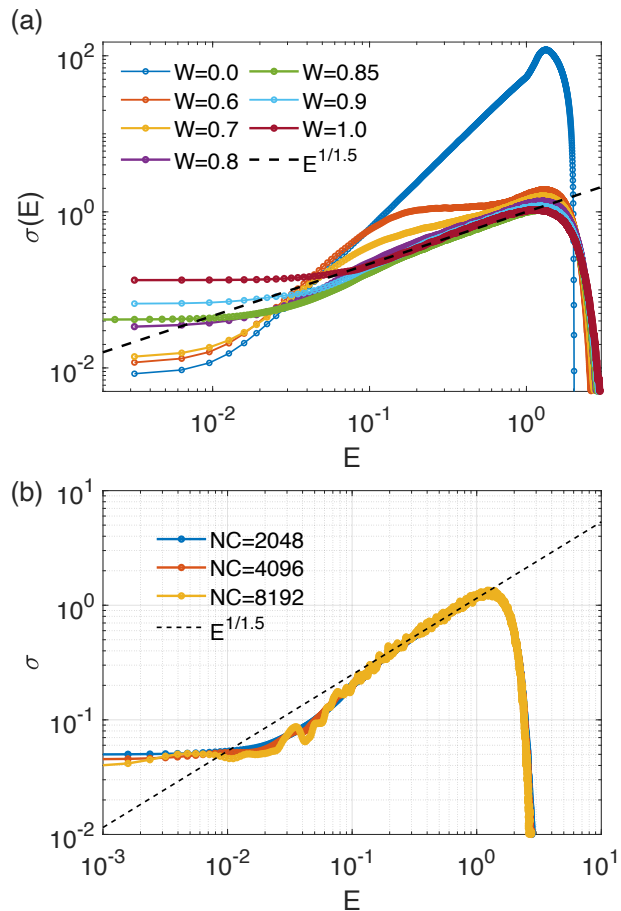 (a)
10^2
10^0
10^-2
σ(E)
W=0.0
W=0.6
W=0.7
W=0.8
W=0.85
W=0.9
W=1.0
E^1/1.5
10^-2
10^-1
10^0
E
(b)
10^1
10^0
10^-1
10^-2
σ
NC=2048
NC=4096
NC=8192
E^1/1.5
10^-3
10^-2
10^-1
10^0
10^1
E